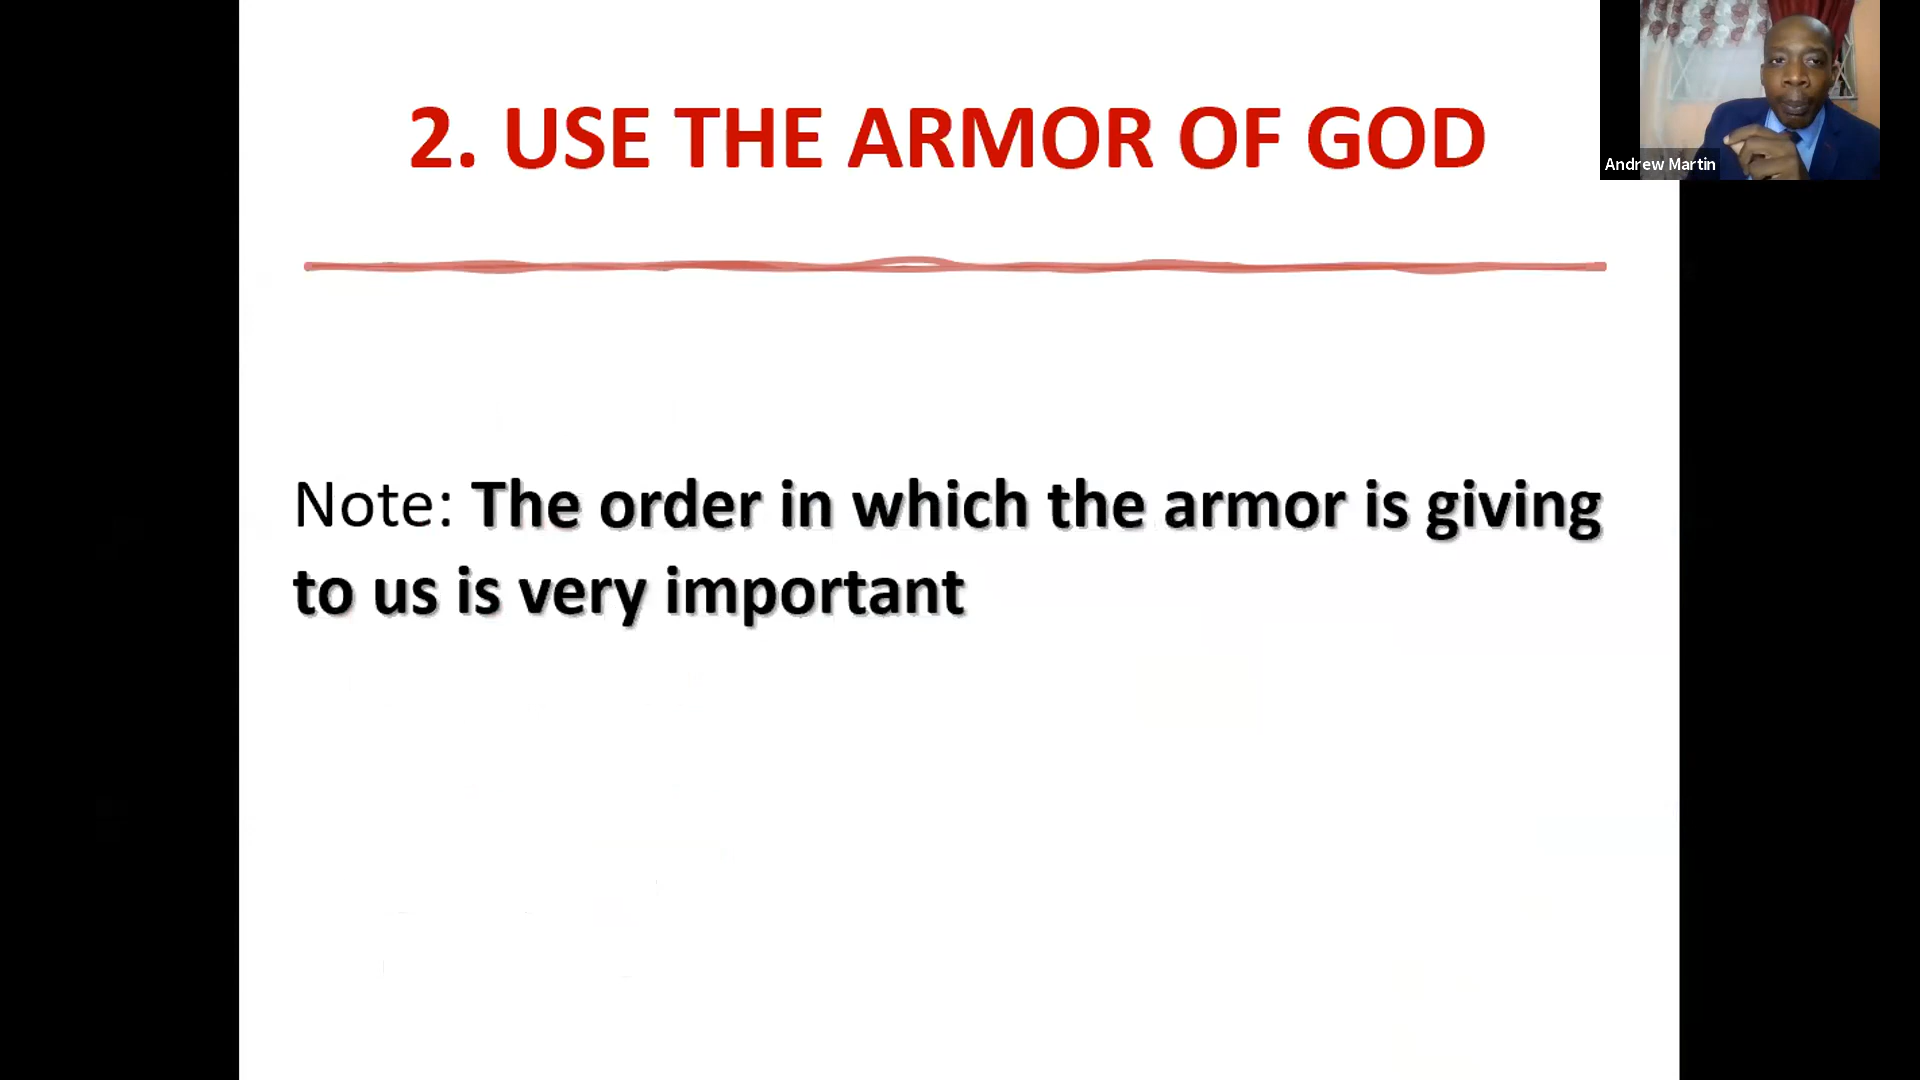 2. USE THE ARMOR OF GOD
Andrew Martin
Note: The order in which the armor is giving
to us is very important